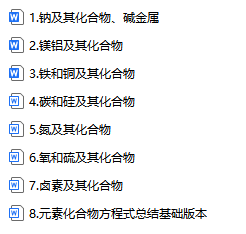 1.钠及其化合物、碱金属
2.镁铝及其化合物
3.铁和铜及其化合物
4.碳和硅及其化合物
5.氮及其化合物
6.氧和硫及其化合物
7.卤素及其化合物
8.元素化合物方程式总结基础版本